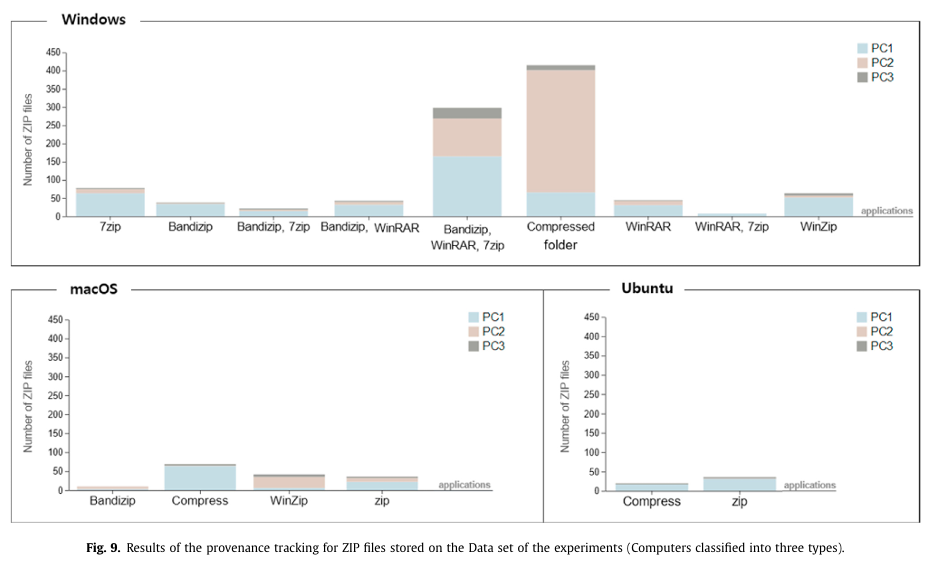 Windows
Number of ZIP files
450
400
350
300
250
200
150
100
50
0
PC1
PC2
PC3
applications
7zip
Bandizip
Bandizip, 7zip
Bandizip, WinRAR
Bandizip,
WinRAR, 7zip
Compressed
folder
WinRAR
WinRAR, 7zip
WinZip
macOS
Number of ZIP files
450
400
350
300
250
200
150
100
50
0
PC1
PC2
PC3
applications
Bandizip
Compress
WinZip
zip
Ubuntu
Number of ZIP files
450
400
350
300
250
200
150
100
50
0
PC1
PC2
PC3
applications
Compress
zip
Fig. 9. Results of the provenance tracking for ZIP files stored on the Data set of the experiments (Computers classified into three types).